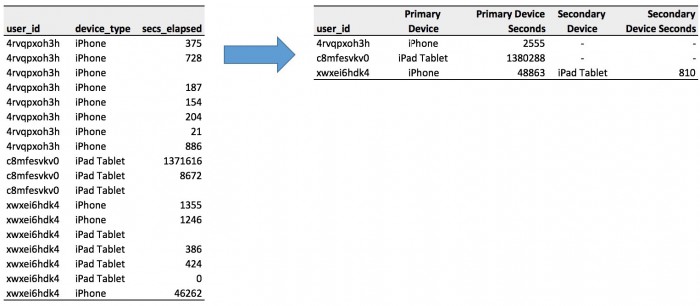 user_id device_type secs_elapsed
4rvqpxoh3h iPhone 375
4rvqpxoh3h iPhone 728
4rvqpxoh3h iPhone
4rvqpxoh3h iPhone 187
4rvqpxoh3h iPhone 154
4rvqpxoh3h iPhone 204
4rvqpxoh3h iPhone 21
4rvqpxoh3h iPhone 886
c8mfesvkv0 iPad Tablet 1371616
c8mfesvkv0 iPad Tablet 8672
c8mfesvkv0 iPad Tablet
xwxei6hdk4 iPhone 1355
xwxei6hdk4 iPhone 1246
xwxei6hdk4 iPad Tablet
xwxei6hdk4 iPad Tablet 386
xwxei6hdk4 iPad Tablet 424
xwxei6hdk4 iPad Tablet 0
xwxei6hdk4 iPhone 46262
Primary Primary Device Secondary Secondary
user_id Device Seconds Device Device Seconds
4rvqpxoh3h iPhone 2555 - -
c8mfesvkv0 iPad Tablet 1380288 - -
xwxei6hdk4 iPhone 48863 iPad Tablet 810